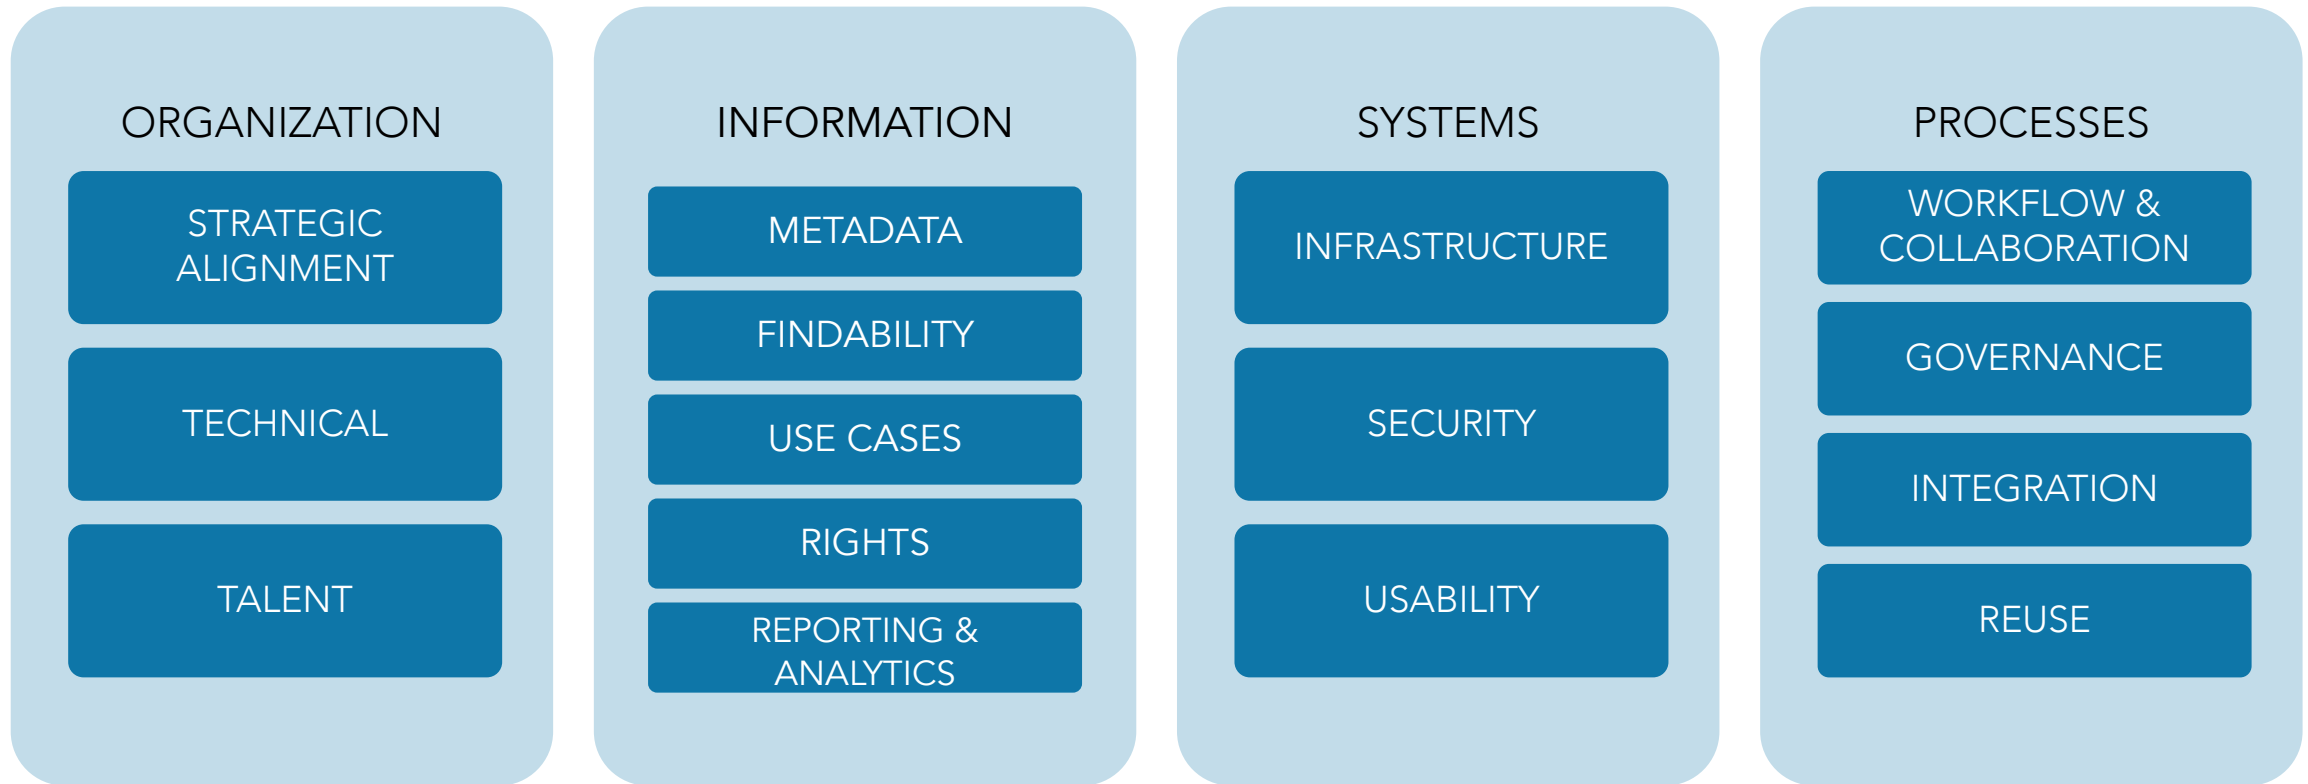 ORGANIZATION
STRATEGIC
ALIGNMENT
TECHNICAL
TALENT
INFORMATION
METADATA
FINDABILITY
USE CASES
RIGHTS
REPORTING &
ANALYTICS
SYSTEMS
INFRASTRUCTURE
SECURITY
USABILITY
PROCESSES
WORKFLOW &
COLLABORATION
GOVERNANCE
INTEGRATION
REUSE